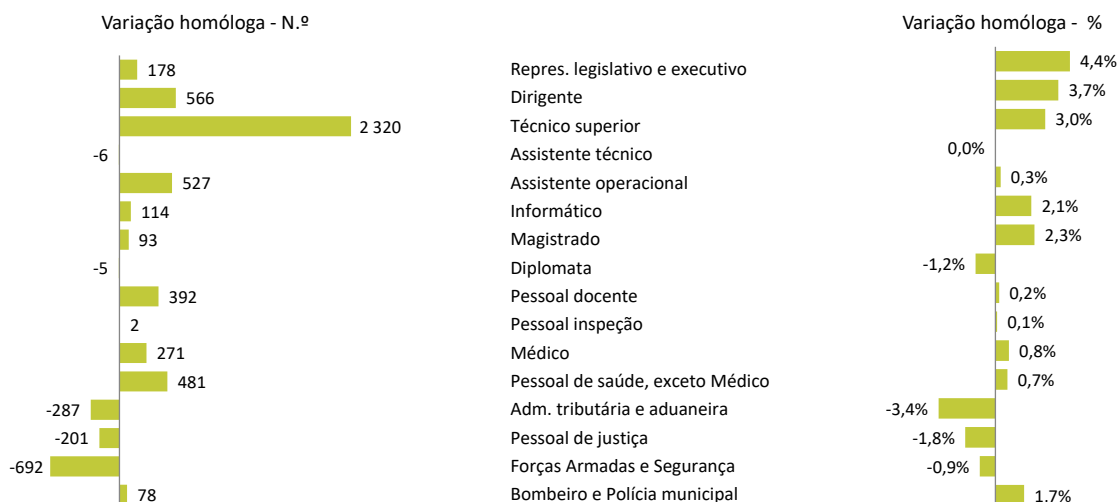 Variação homóloga - N.º Variação homóloga - %
178 Repres. legislativo e executivo 4,4%
566 Dirigente 3,7%
2 320 Técnico superior 3,0%
-6 Assistente técnico 0,0%
527 Assistente operacional 0,3%
114 Informático 2,1%
93 Magistrado 2,3%
-5 Diplomata -1,2%
392 Pessoal docente 0,2%
2 Pessoal inspeção 0,1%
271 Médico 0,8%
481 Pessoal de saúde, exceto Médico 0,7%
-287 Adm. tributária e aduaneira -3,4%
-201 Pessoal de justiça -1,8%
-692 Forças Armadas e Segurança -0,9%
78 Bombeiro e Polícia municipal 1,7%